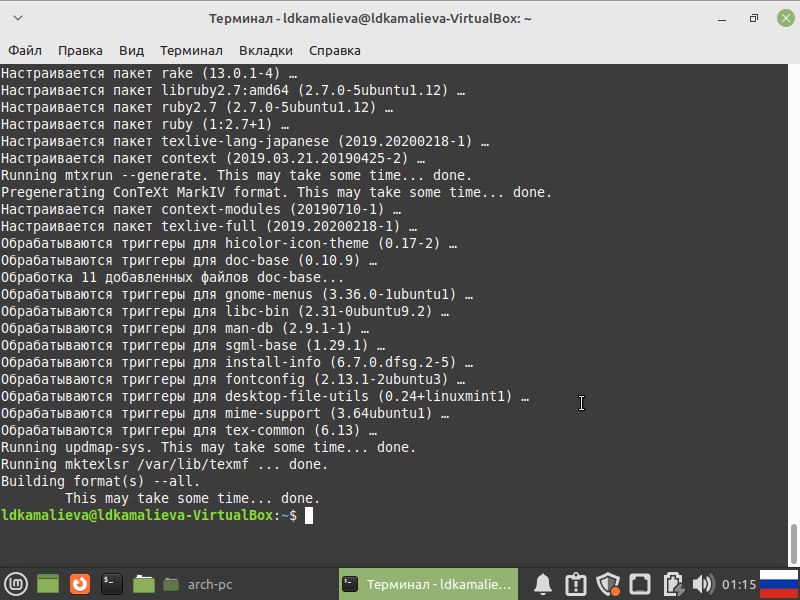 Терминал - ldkamalieva@ldkamalieva-VirtualBox: ~
Файл Правка Вид Терминал Вкладки Справка
Настраивается пакет rake (13.0.1-4) …
Настраивается пакет libruby2.7:amd64 (2.7.0-5ubuntu1.12) …
Настраивается пакет ruby2.7 (2.7.0-5ubuntu1.12) …
Настраивается пакет ruby (1:2.7+1) …
Настраивается пакет texlive-lang-japanese (2019.20200218-1) …
Настраивается пакет context (2019.03.21.20190425-2) …
Running mtxrun --generate. This may take some time... done.
Pregenerating ConTeXt MarkIV format. This may take some time... done.
Настраивается пакет context-modules (20190710-1) …
Настраивается пакет texlive-full (2019.20200218-1) …
Обрабатываются триггеры для hicolor-icon-theme (0.17-2) …
Обрабатываются триггеры для doc-base (0.10.9) …
Обработка 11 добавленных файлов doc-base...
Обрабатываются триггеры для gnome-menus (3.36.0-1ubuntu1) …
Обрабатываются триггеры для libc-bin (2.31-0ubuntu9.2) …
Обрабатываются триггеры для man-db (2.9.1-1) …
Обрабатываются триггеры для sgml-base (1.29.1) …
Обрабатываются триггеры для install-info (6.7.0.dfsg.2-5) …
Обрабатываются триггеры для fontconfig (2.13.1-2ubuntu3) …
Обрабатываются триггеры для desktop-file-utils (0.24+linuxmint1) …
Обрабатываются триггеры для mime-support (3.64ubuntu1) …
Обрабатываются триггеры для tex-common (6.13) …
Running updmap-sys. This may take some time... done.
Running mktexlsr /var/lib/texmf ... done.
Building format(s) --all.
This may take some time... done.
ldkamalieva@ldkamalieva-VirtualBox:~$
arch-pc Терминал - ldkamalie... 01:15